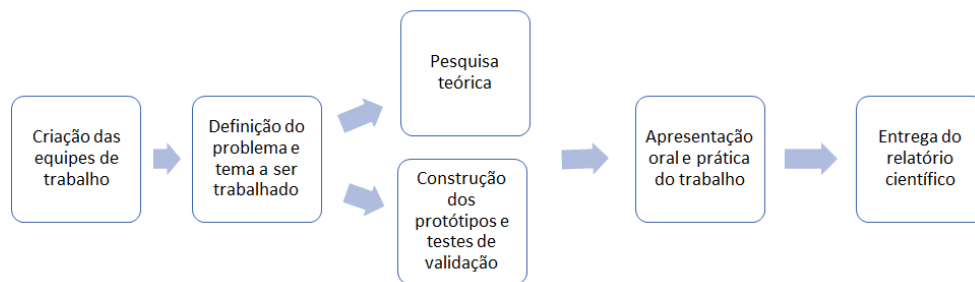 Criação das
equipes de
trabalho
Definição do
problema e
tema a ser
trabalhado
Pesquisa
teórica
Construção
dos
protótipos e
testes de
validação
Apresentação
oral e prática
do trabalho
Entrega do
relatório
científico